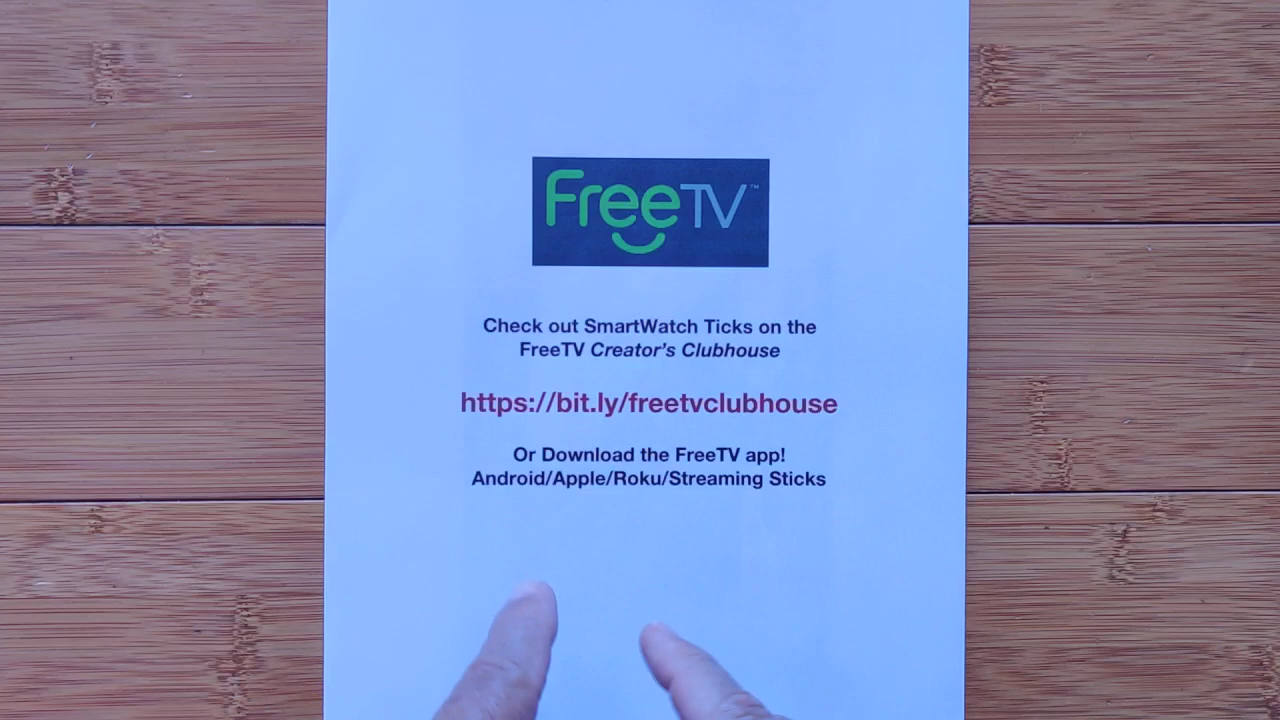 FreeTV™
Check out SmartWatch Ticks on the
FreeTV Creator's Clubhouse
https://bit.ly/freetvclubhouse
Or Download the FreeTV app!
Android/Apple/Roku/Streaming Sticks